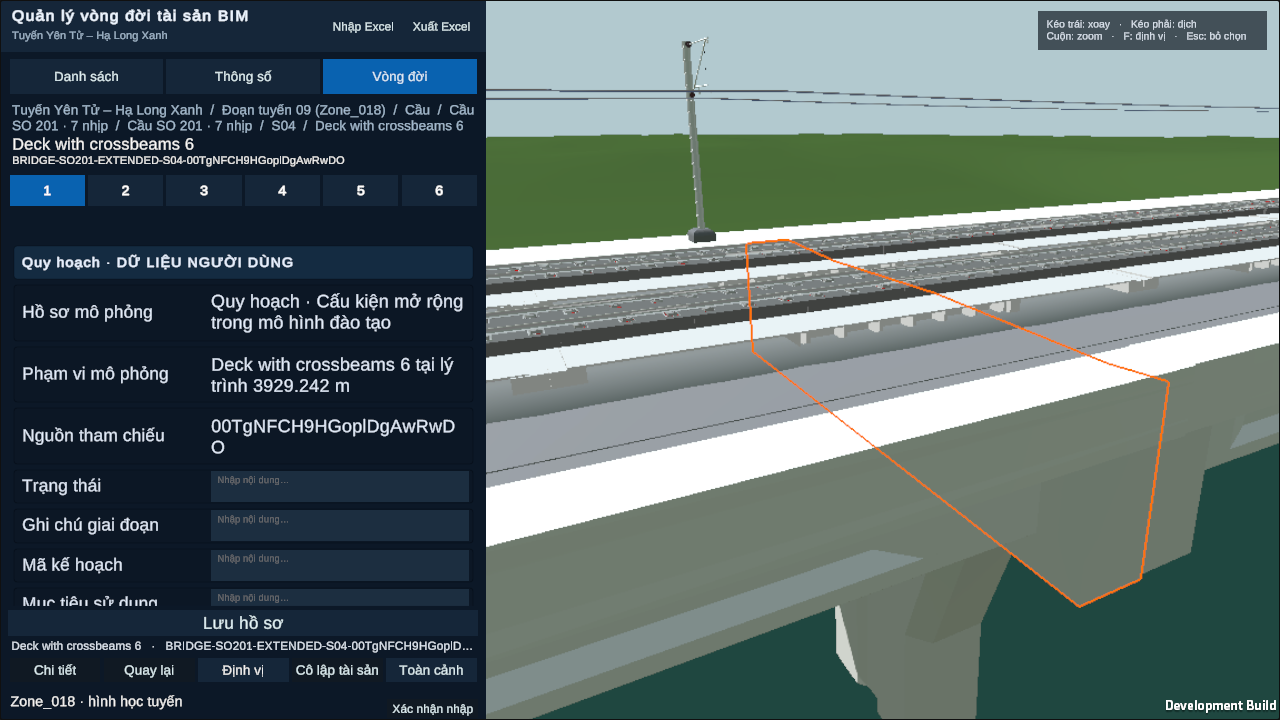 Quản lý vòng đời tài sản BIM
Tuyến Yên Tử – Hạ Long Xanh
Nhập Excel
Xuất Excel
Danh sách
Thông số
Vòng đời
Tuyến Yên Tử – Hạ Long Xanh / Đoạn tuyến 09 (Zone_018) / Cầu / Cầu
SO 201 · 7 nhịp / Cầu SO 201 · 7 nhịp / S04 / Deck with crossbeams 6
Deck with crossbeams 6
BRIDGE-SO201-EXTENDED-S04-00TgNFCH9HGoplDgAwRwDO
1
2
3
4
5
6
Quy hoạch · DỮ LIỆU NGƯỜI DÙNG
Hồ sơ mô phỏng
Quy hoạch · Cấu kiện mở rộng
trong mô hình đào tạo
Phạm vi mô phỏng
Deck with crossbeams 6 tại lý
trình 3929.242 m
Nguồn tham chiếu
00TgNFCH9HGoplDgAwRwD
O
Trạng thái
Nhập nội dung...
Ghi chú giai đoạn
Nhập nội dung...
Mã kế hoạch
Nhập nội dung...
Mục tiêu sử dụng
Nhập nội dung...
Lưu hồ sơ
Deck with crossbeams 6 · BRIDGE-SO201-EXTENDED-S04-00TgNFCH9HGoplD...
Chi tiết
Quay lại
Định vị
Cô lập tài sản
Toàn cảnh
Zone_018 · hình học tuyến
Xác nhận nhập
Kéo trái: xoay · Kéo phải: dịch
Cuộn: zoom · F: định vị · Esc: bỏ chọn
Development Build